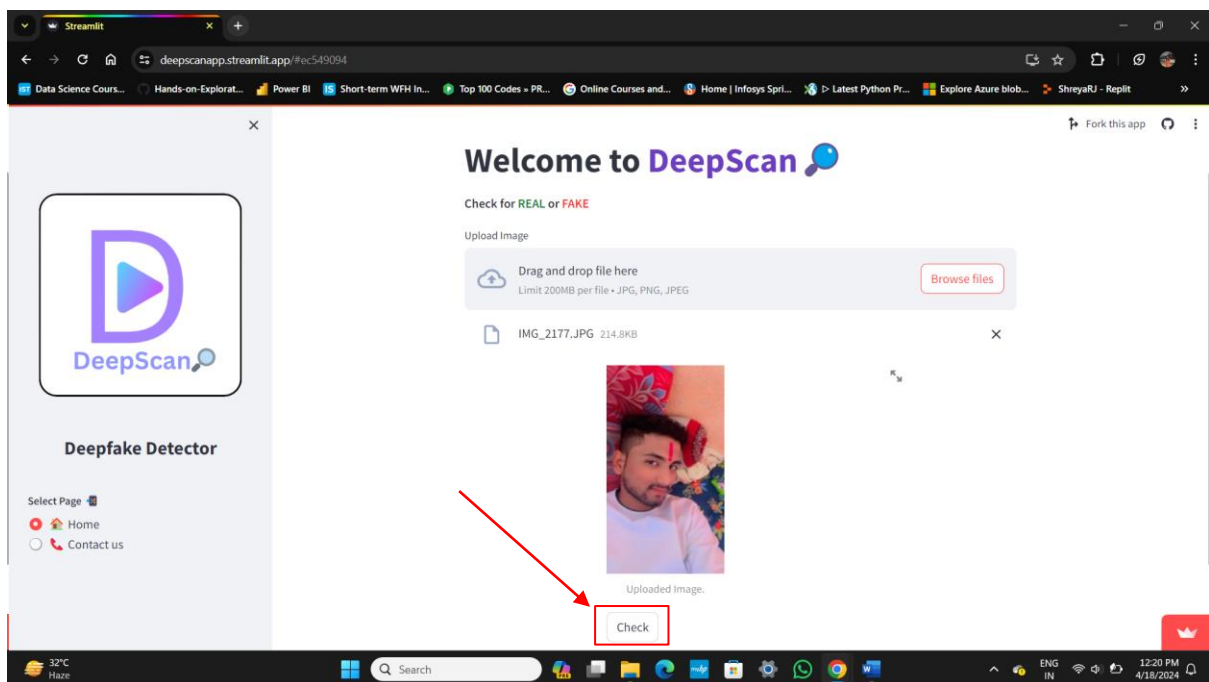 Streamlit
deepscanapp.streamlit.app/#ec549094
Data Science Cours...
Hands-on-Explorat...
Power BI
Short-term WFH In...
Top 100 Codes » PR...
Online Courses and...
Home | Infosys Spri...
Latest Python Pr...
Explore Azure blob...
ShreyaRJ - Replit
»
Fork this app
Welcome to DeepScan
Check for REAL or FAKE
Upload Image
Drag and drop file here
Limit 200MB per file • JPG, PNG, JPEG
Browse files
IMG_2177.JPG 214.8KB
DeepScan
Deepfake Detector
Select Page
Home
Contact us
Uploaded Image.
Check
32°C
Haze
Search
ENG
IN
12:20 PM
4/18/2024